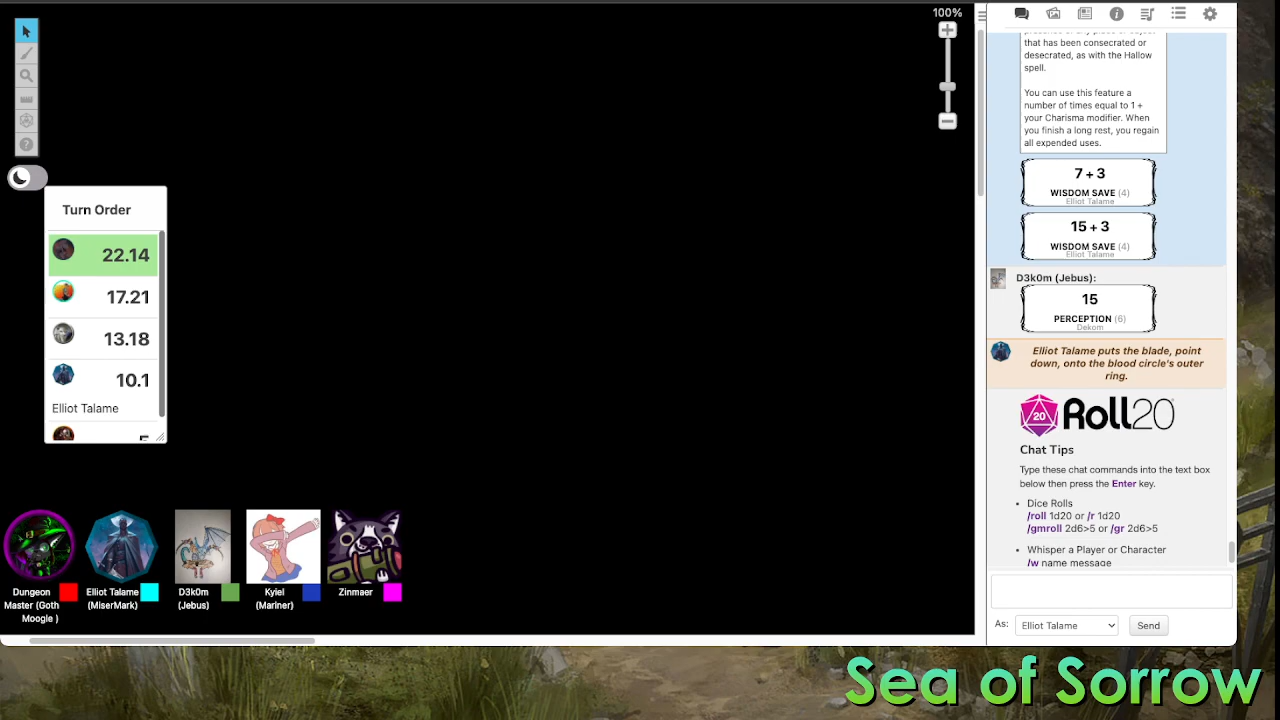 100%
Turn Order
22.14
17.21
13.18
10.1
Elliot Talame
Dungeon
Master (Goth
Moogle )
Elliot Talame
(MiserMark)
D3k0m
(Jebus)
Kyiel
(Mariner)
Zinmaer
that has been consecrated or
desecrated, as with the Hallow
spell.
You can use this feature a
number of times equal to 1 +
your Charisma modifier. When
you finish a long rest, you regain
all expended uses.
7 + 3
WISDOM SAVE (4)
Elliot Talame
15 + 3
WISDOM SAVE (4)
Elliot Talame
D3k0m (Jebus):
15
PERCEPTION (6)
Dekom
Elliot Talame puts the blade, point
down, onto the blood circle's outer
ring.
20
Roll20
Chat Tips
Type these chat commands into the text box
below then press the Enter key.
• Dice Rolls
/roll 1d20 or /r 1d20
/gmroll 2d6>5 or /gr 2d6>5
• Whisper a Player or Character
/w name message
As:
Elliot Talame
Send
Sea of Sorrow